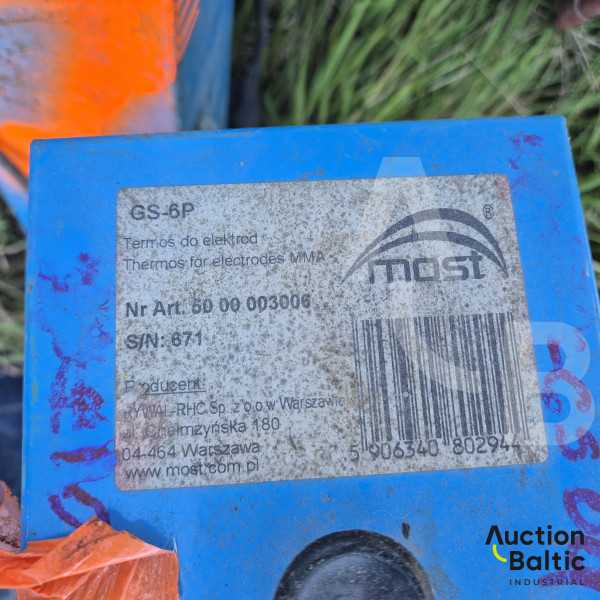 GS-6P
Termos do elektrod
Thermos for electrodes MMA
most®
Nr Art. 50 00 003006
S/N: 671
Producent:
RYWAL-RHC Sp. z o.o w Warszawie
ul. Chełmżyńska 180
04-464 Warszawa
www.most.com.pl
5 906340 802944
AB
Auction
Baltic
INDUSTRIAL